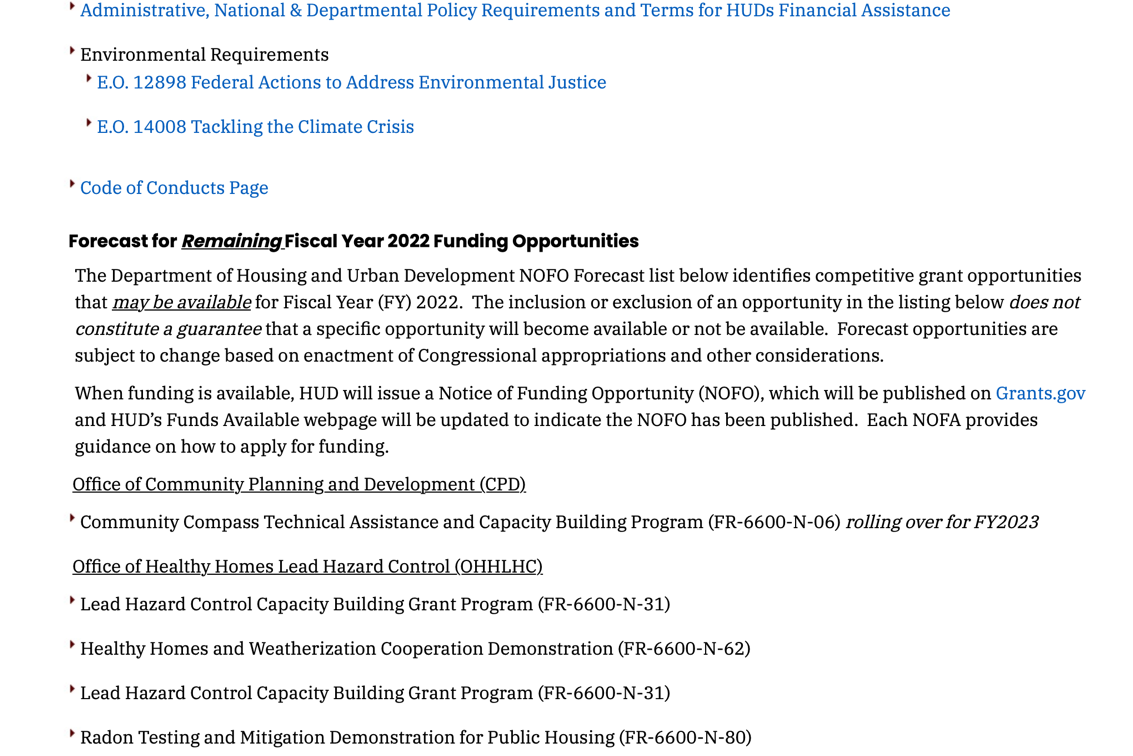 Administrative, National & Departmental Policy Requirements and Terms for HUDs Financial Assistance
Environmental Requirements
E.O. 12898 Federal Actions to Address Environmental Justice
E.O. 14008 Tackling the Climate Crisis
Code of Conducts Page
Forecast for Remaining Fiscal Year 2022 Funding Opportunities
The Department of Housing and Urban Development NOFO Forecast list below identifies competitive grant opportunities
that may be available for Fiscal Year (FY) 2022.  The inclusion or exclusion of an opportunity in the listing below does not
constitute a guarantee that a specific opportunity will become available or not be available.  Forecast opportunities are
subject to change based on enactment of Congressional appropriations and other considerations.
When funding is available, HUD will issue a Notice of Funding Opportunity (NOFO), which will be published on Grants.gov
and HUD’s Funds Available webpage will be updated to indicate the NOFO has been published.  Each NOFA provides
guidance on how to apply for funding.
Office of Community Planning and Development (CPD)
Community Compass Technical Assistance and Capacity Building Program (FR-6600-N-06) rolling over for FY2023
Office of Healthy Homes Lead Hazard Control (OHHLHC)
Lead Hazard Control Capacity Building Grant Program (FR-6600-N-31)
Healthy Homes and Weatherization Cooperation Demonstration (FR-6600-N-62)
Lead Hazard Control Capacity Building Grant Program (FR-6600-N-31)
Radon Testing and Mitigation Demonstration for Public Housing (FR-6600-N-80)